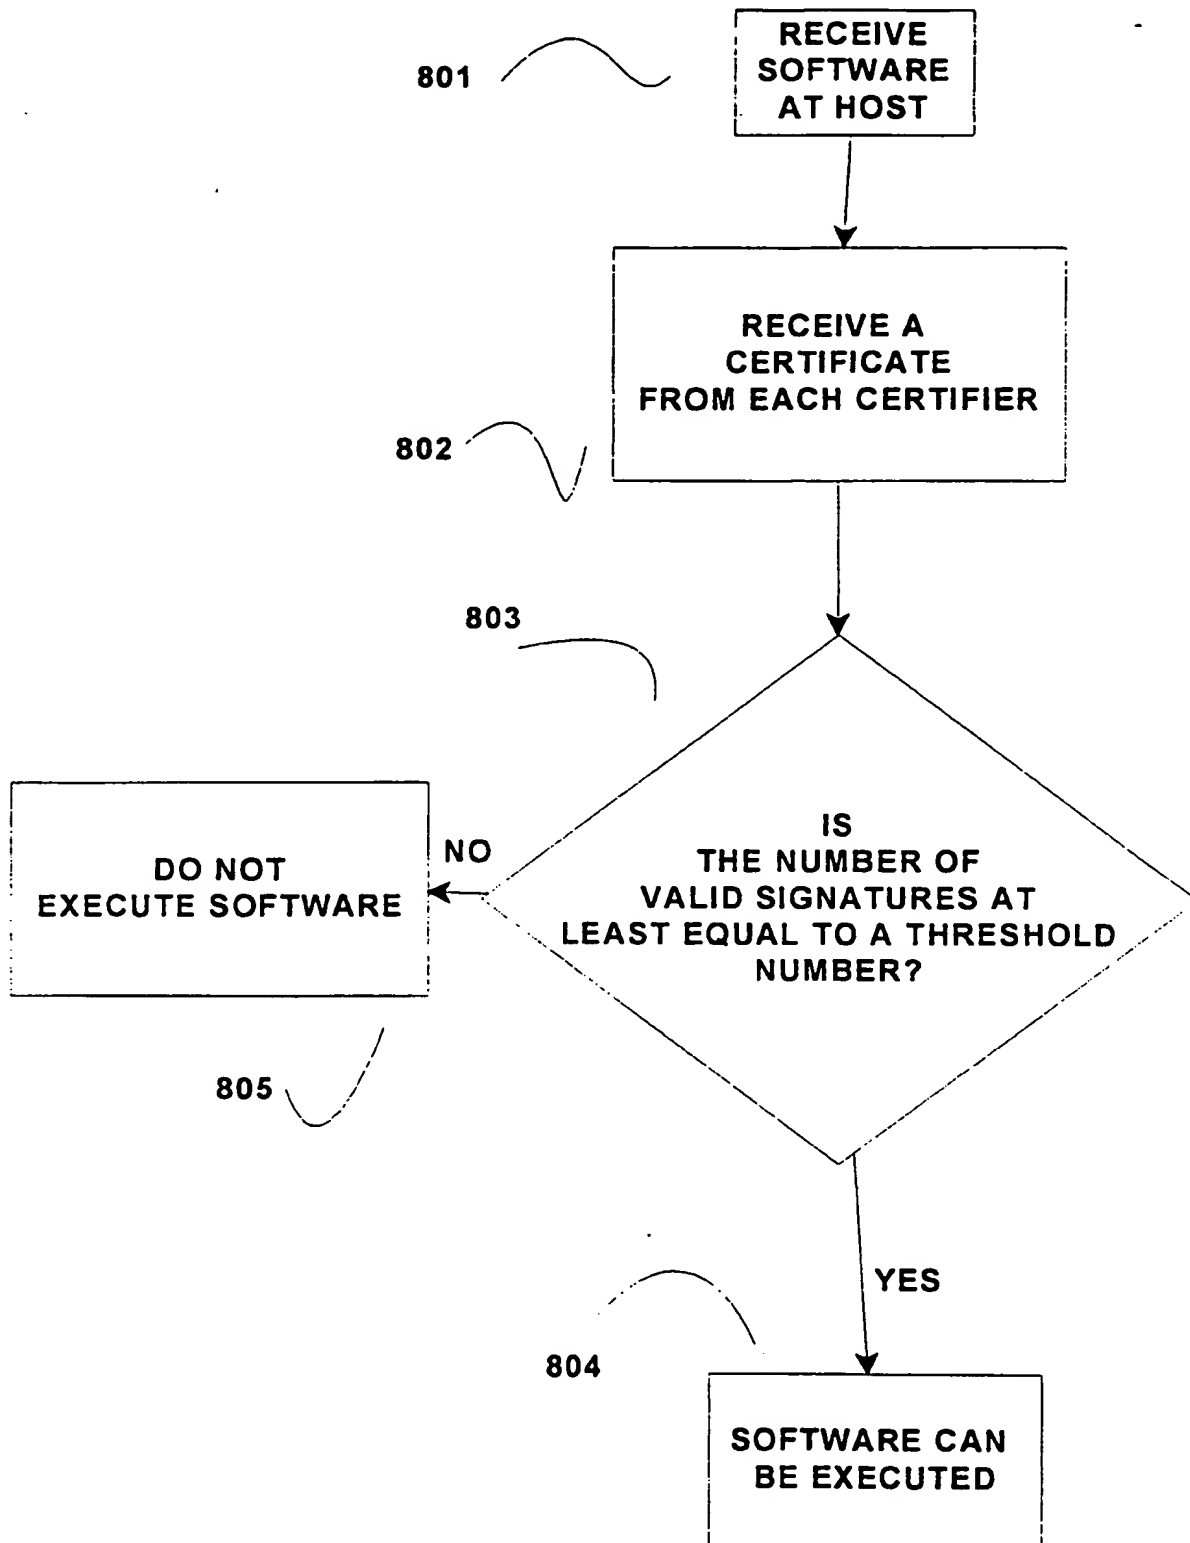 801
RECEIVE
SOFTWARE
AT HOST
RECEIVE A
CERTIFICATE
FROM EACH CERTIFIER
802
803
IS
THE NUMBER OF
VALID SIGNATURES AT
LEAST EQUAL TO A THRESHOLD
NUMBER?
NO
DO NOT
EXECUTE SOFTWARE
805
YES
804
SOFTWARE CAN
BE EXECUTED